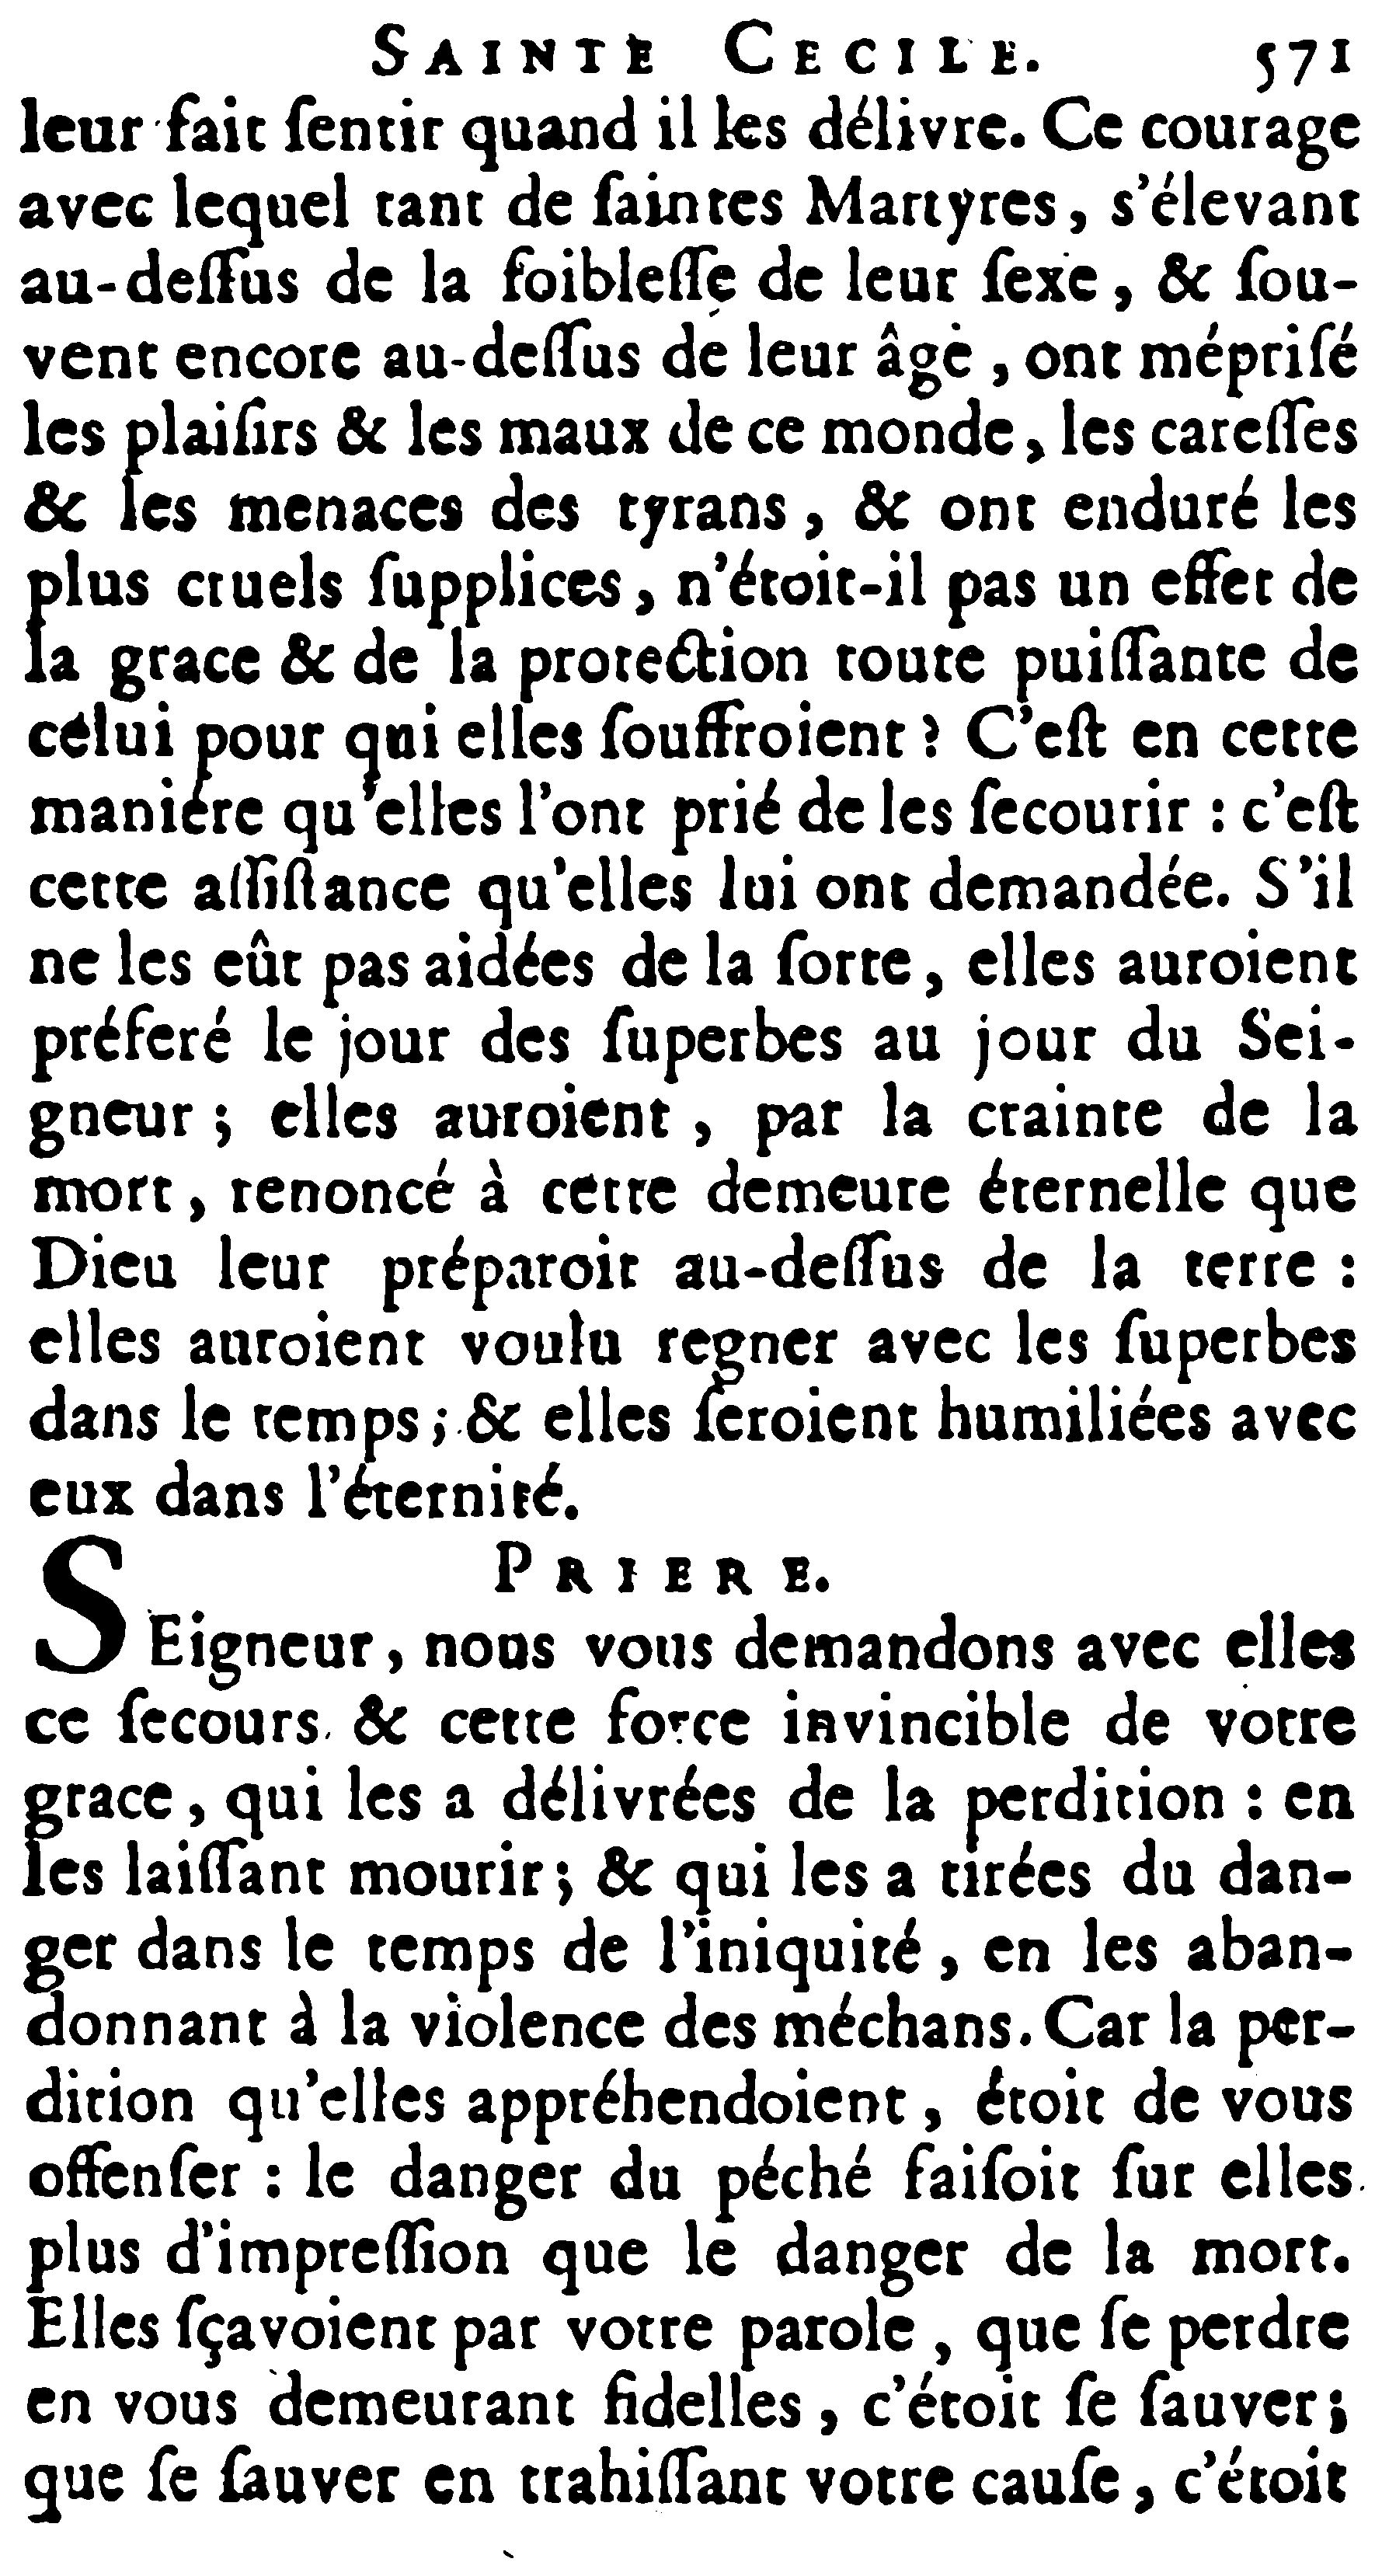 SAINTE CECILE. 571
leur fait ſentir quand il les délivre. Ce courage
avec lequel tant de ſaintes Martyres, s'élevant
au-deſſus de la foibleſſe de leur ſexe, & ſou-
vent encore au-deſſus de leur âge, ont mépriſé
les plaiſirs & les maux de ce monde, les careſſes
& les menaces des tyrans, & ont enduré les
plus cruels ſupplices, n'étoit-il pas un effet de
la grace & de la protection toute puiſſante de
celui pour qui elles ſouffroient ? C'eſt en cette
maniére qu'elles l'ont prié de les ſecourir : c'eſt
cette aſſiſtance qu'elles lui ont demandée. S'il
ne les eût pas aidées de la ſorte, elles auroient
préferé le jour des ſuperbes au jour du Sei-
gneur ; elles auroient, par la crainte de la
mort, renoncé à cette demeure éternelle que
Dieu leur préparoit au-deſſus de la terre :
elles auroient voulu regner avec les ſuperbes
dans le temps ; & elles ſeroient humiliées avec
eux dans l'éternité.
PRIERE.
SEigneur, nous vous demandons avec elles
ce ſecours & cette force invincible de votre
grace, qui les a délivrées de la perdition : en
les laiſſant mourir ; & qui les a tirées du dan-
ger dans le temps de l'iniquité, en les aban-
donnant à la violence des méchans. Car la per-
dition qu'elles appréhendoient, étoit de vous
offenſer : le danger du péché faiſoit ſur elles
plus d'impreſſion que le danger de la mort.
Elles ſçavoient par votre parole, que ſe perdre
en vous demeurant fidelles, c'étoit ſe ſauver ;
que ſe ſauver en trahiſſant votre cauſe, c'étoit